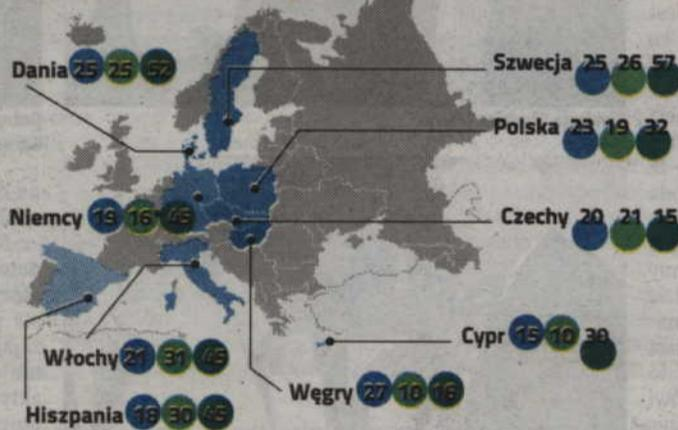 Dania 25 25 52
Szwecja 25 26 57
Polska 23 19 32
Niemcy 19 16 45
Czechy 20 21 15
Cypr 15 10 30
Włochy 21 31 45
Węgry 27 10 16
Hiszpania 18 30 45